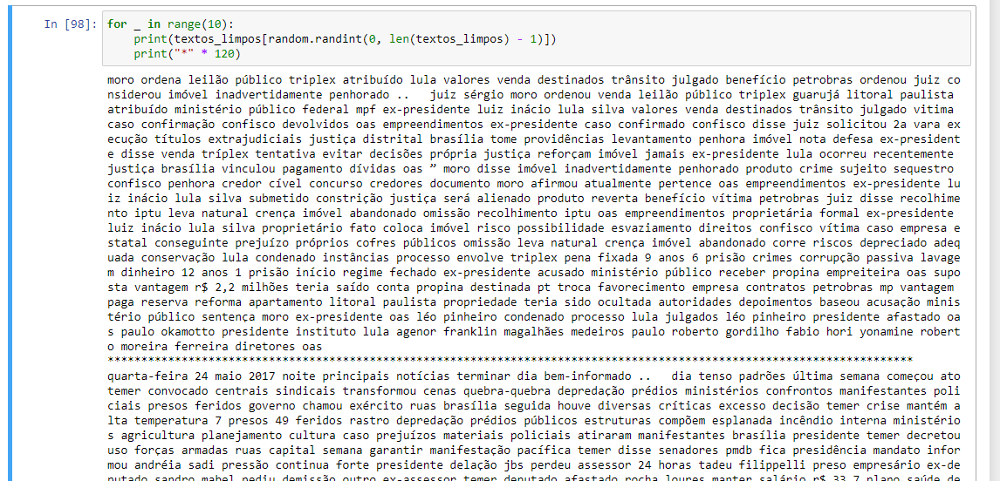 In [98]: for _ in range(10):
print(textos_limpos[random.randint(0, len(textos_limpos) - 1)])
print("*" * 120)
moro ordena leilão público triplex atribuído lula valores venda destinados trânsito julgado benefício petrobras ordenou juiz co
nsiderou imóvel inadvertidamente penhorado .. juiz sérgio moro ordenou venda leilão público triplex guarujá litoral paulista
atribuído ministério público federal mpf ex-presidente luiz inácio lula silva valores venda destinados trânsito julgado vitima
caso confirmação confisco devolvidos oas empreendimentos ex-presidente caso confirmado confisco disse juiz solicitou 2a vara ex
ecução títulos extrajudiciais justiça distrital brasília tome providências levantamento penhora imóvel nota defesa ex-president
e disse venda tríplex tentativa evitar decisões própria justiça reforçam imóvel jamais ex-presidente lula ocorreu recentemente
justiça brasília vinculou pagamento dívidas oas ” moro disse imóvel inadvertidamente penhorado produto crime sujeito sequestro
confisco penhora credor cível concurso credores documento moro afirmou atualmente pertence oas empreendimentos ex-presidente lu
iz inácio lula silva submetido constrição justiça será alienado produto reverta benefício vítima petrobras juiz disse recolhime
nto iptu leva natural crença imóvel abandonado omissão recolhimento iptu oas empreendimentos proprietária formal ex-presidente
luiz inácio lula silva proprietário fato coloca imóvel risco possibilidade esvaziamento direitos confisco vítima caso empresa e
statal conseguinte prejuízo próprios cofres públicos omissão leva natural crença imóvel abandonado corre riscos depreciado adeq
uada conservação lula condenado instâncias processo envolve triplex pena fixada 9 anos 6 prisão crimes corrupção passiva lavage
m dinheiro 12 anos 1 prisão início regime fechado ex-presidente acusado ministério público receber propina empreiteira oas supo
sta vantagem r$ 2,2 milhões teria saído conta propina destinada pt troca favorecimento empresa contratos petrobras mp vantagem
paga reserva reforma apartamento litoral paulista propriedade teria sido ocultada autoridades depoimentos baseou acusação minis
tério público sentença moro ex-presidente oas léo pinheiro condenado processo lula julgados léo pinheiro presidente afastado oa
s paulo okamotto presidente instituto lula agenor franklin magalhães medeiros paulo roberto gordilho fabio hori yonamine robert
o moreira ferreira diretores oas
************************************************************************************************************************
quarta-feira 24 maio 2017 noite principais notícias terminar dia bem-informado .. dia tenso padrões última semana começou ato
temer convocado centrais sindicais transformou cenas quebra-quebra depredação prédios ministérios confrontos manifestantes poli
ciais presos feridos governo chamou exército ruas brasília seguida houve diversas críticas excesso decisão temer crise mantém a
lta temperatura 7 presos 49 feridos rastro depredação prédios públicos estruturas compõem esplanada incêndio interna ministério
s agricultura planejamento cultura caso prejuízos materiais policiais atiraram manifestantes brasília presidente temer decretou
uso forças armadas ruas capital semana garantir manifestação pacífica temer disse senadores pmdb fica presidência mandato infor
mou andréia sadi pressão continua forte presidente delação jbs perdeu assessor 24 horas tadeu filippelli preso empresário ex-de
putado sandro mabel pediu demissão outro ex-assessor temer deputado afastado rocha loures manter salário r$ 33,7 plano saúde de